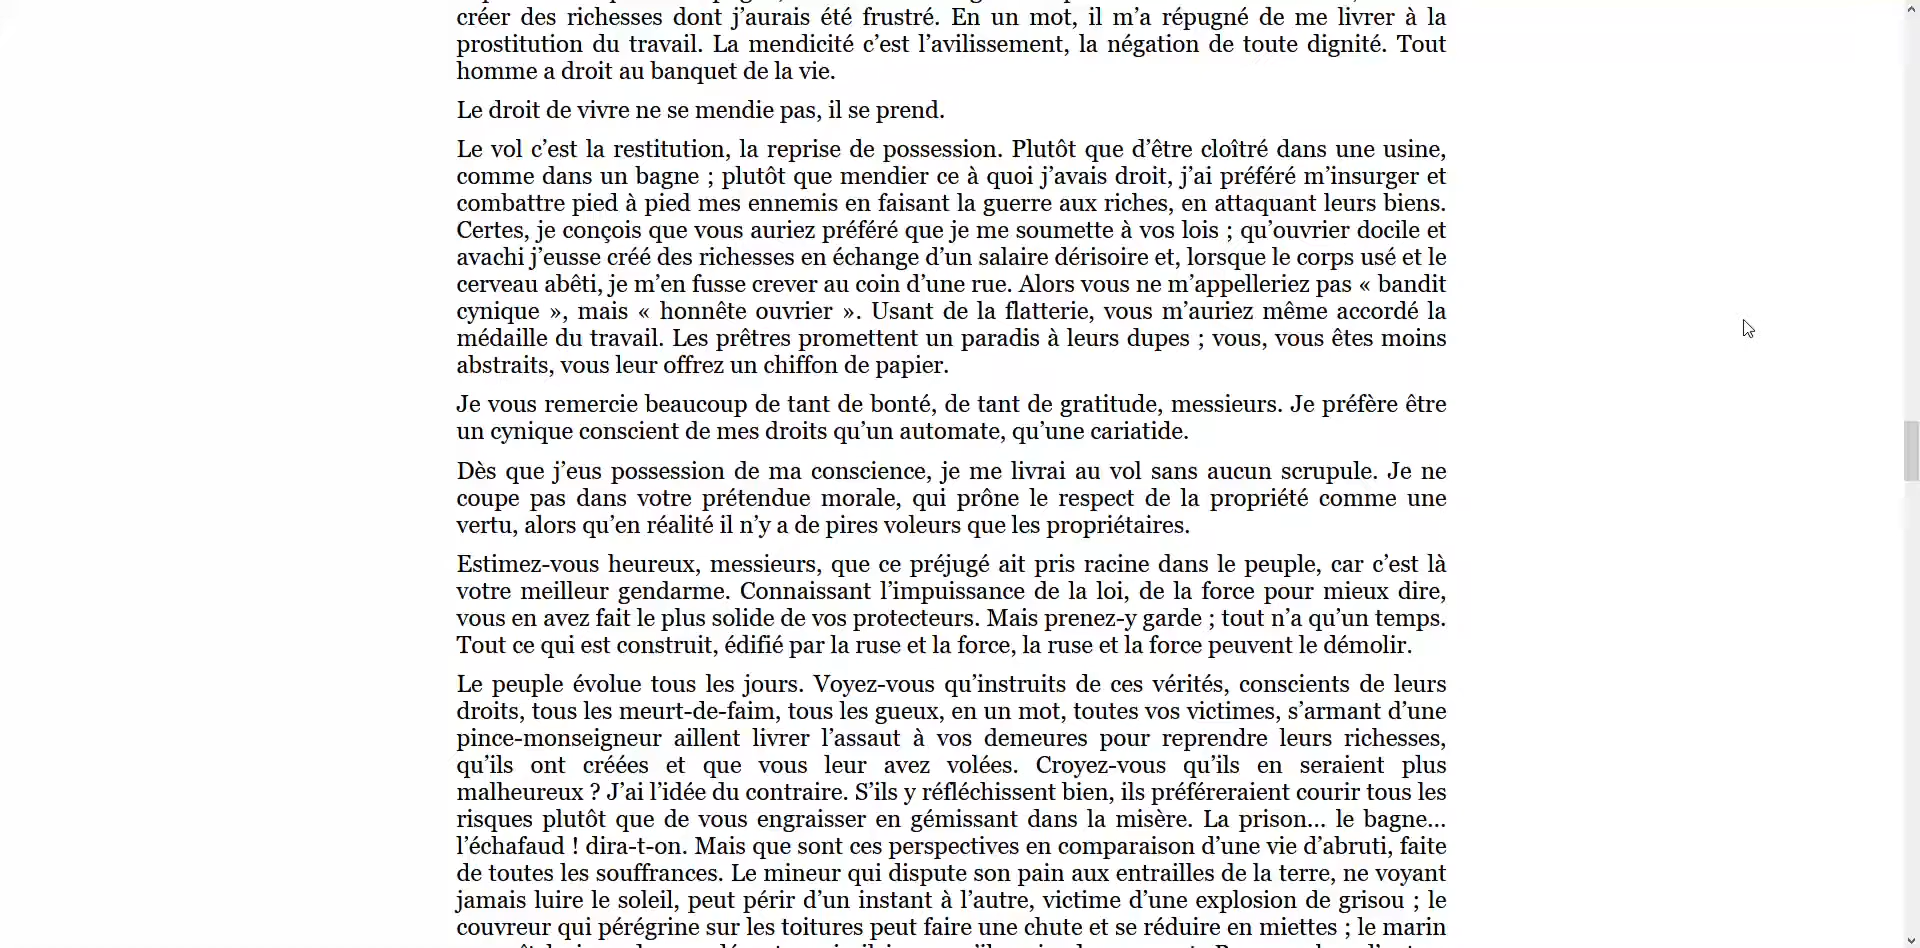 créer des richesses dont j’aurais été frustré. En un mot, il m’a répugné de me livrer à la
prostitution du travail. La mendicité c’est l’avilissement, la négation de toute dignité. Tout
homme a droit au banquet de la vie.
Le droit de vivre ne se mendie pas, il se prend.
Le vol c’est la restitution, la reprise de possession. Plutôt que d’être cloîtré dans une usine,
comme dans un bagne ; plutôt que mendier ce à quoi j’avais droit, j’ai préféré m’insurger et
combattre pied à pied mes ennemis en faisant la guerre aux riches, en attaquant leurs biens.
Certes, je conçois que vous auriez préféré que je me soumette à vos lois ; qu’ouvrier docile et
avachi j’eusse créé des richesses en échange d’un salaire dérisoire et, lorsque le corps usé et le
cerveau abêti, je m’en fusse crever au coin d’une rue. Alors vous ne m’appelleriez pas « bandit
cynique », mais « honnête ouvrier ». Usant de la flatterie, vous m’auriez même accordé la
médaille du travail. Les prêtres promettent un paradis à leurs dupes ; vous, vous êtes moins
abstraits, vous leur offrez un chiffon de papier.
Je vous remercie beaucoup de tant de bonté, de tant de gratitude, messieurs. Je préfère être
un cynique conscient de mes droits qu’un automate, qu’une cariatide.
Dès que j’eus possession de ma conscience, je me livrai au vol sans aucun scrupule. Je ne
coupe pas dans votre prétendue morale, qui prône le respect de la propriété comme une
vertu, alors qu’en réalité il n’y a de pires voleurs que les propriétaires.
Estimez-vous heureux, messieurs, que ce préjugé ait pris racine dans le peuple, car c’est là
votre meilleur gendarme. Connaissant l’impuissance de la loi, de la force pour mieux dire,
vous en avez fait le plus solide de vos protecteurs. Mais prenez-y garde ; tout n’a qu’un temps.
Tout ce qui est construit, édifié par la ruse et la force, la ruse et la force peuvent le démolir.
Le peuple évolue tous les jours. Voyez-vous qu’instruits de ces vérités, conscients de leurs
droits, tous les meurt-de-faim, tous les gueux, en un mot, toutes vos victimes, s’armant d’une
pince-monseigneur aillent livrer l’assaut à vos demeures pour reprendre leurs richesses,
qu’ils ont créées et que vous leur avez volées. Croyez-vous qu’ils en seraient plus
malheureux ? J’ai l’idée du contraire. S’ils y réfléchissent bien, ils préféreraient courir tous les
risques plutôt que de vous engraisser en gémissant dans la misère. La prison… le bagne…
l’échafaud ! dira-t-on. Mais que sont ces perspectives en comparaison d’une vie d’abruti, faite
de toutes les souffrances. Le mineur qui dispute son pain aux entrailles de la terre, ne voyant
jamais luire le soleil, peut périr d’un instant à l’autre, victime d’une explosion de grisou ; le
couvreur qui pérégrine sur les toitures peut faire une chute et se réduire en miettes ; le marin